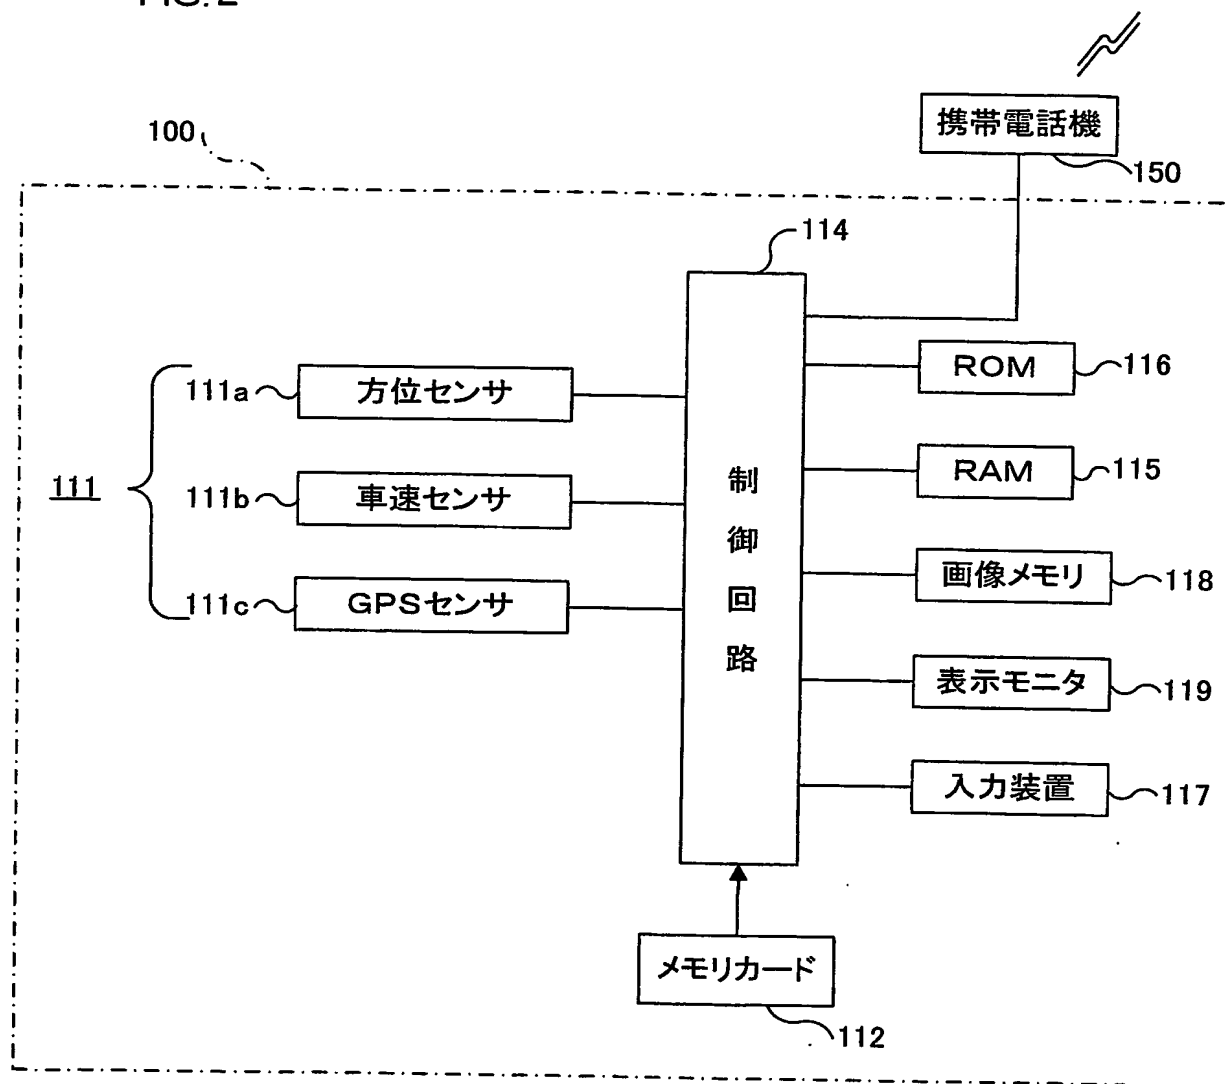 FIG. 2
携帯電話機
150
100
114
111
111a
方位センサ
111b
車速センサ
111c
GPSセンサ
制御回路
ROM
116
RAM
115
画像メモリ
118
表示モニタ
119
入力装置
117
メモリカード
112